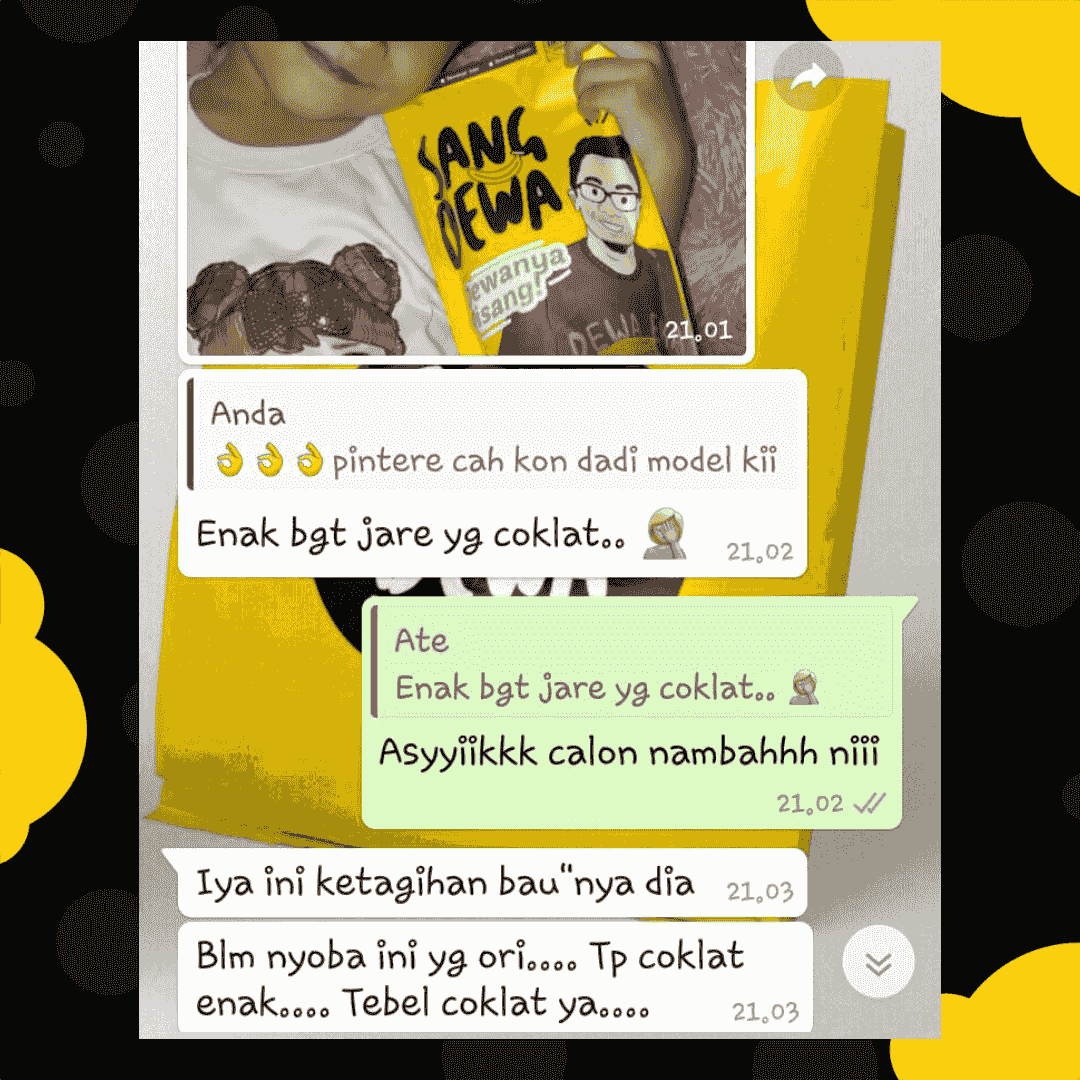 SANG
DEWA
ewanya
isang!
DEWA
21.01
Anda
👌👌👌pintere cah kon dadi model kii
Enak bgt jare yg coklat.. 🤦
21.02
Ate
Enak bgt jare yg coklat.. 🤦
Asyyiikkk calon nambahhh niii
21.02
Iya ini ketagihan bau"nya dia
21.03
Blm nyoba ini yg ori.... Tp coklat
enak.... Tebel coklat ya....
21.03